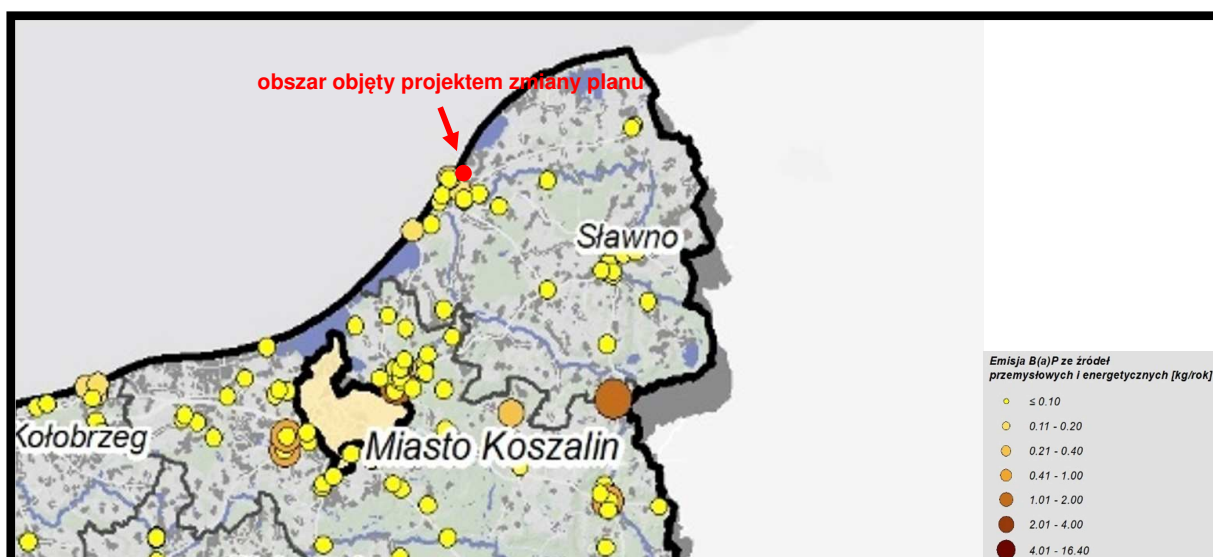 obszar objęty projektem zmiany planu
Sławno
Kołobrzeg
Miasto Koszalin
Emisja B(a)P ze źródeł
przemysłowych i energetycznych [kg/rok]
≤ 0.10
0.11 - 0.20
0.21 - 0.40
0.41 - 1.00
1.01 - 2.00
2.01 - 4.00
4.01 - 16.40